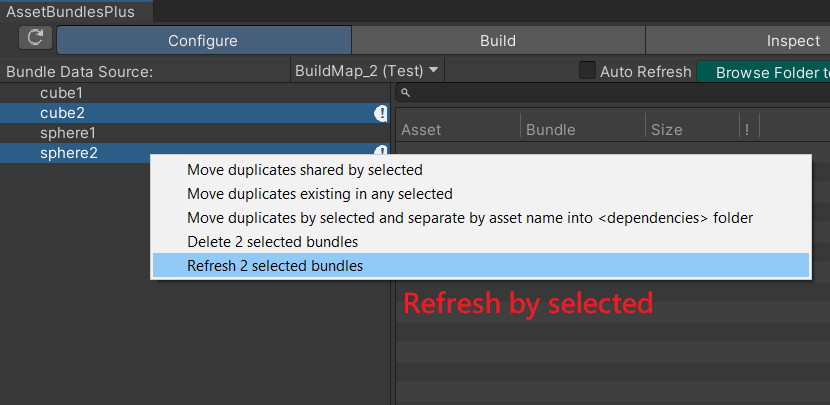 AssetBundlesPlus
Configure
Build
Inspect
Bundle Data Source:
BuildMap_2 (Test)
Auto Refresh
Browse Folder to
cube1
cube2
sphere1
sphere2
Asset
Bundle
Size
!
Move duplicates shared by selected
Move duplicates existing in any selected
Move duplicates by selected and separate by asset name into <dependencies> folder
Delete 2 selected bundles
Refresh 2 selected bundles
Refresh by selected